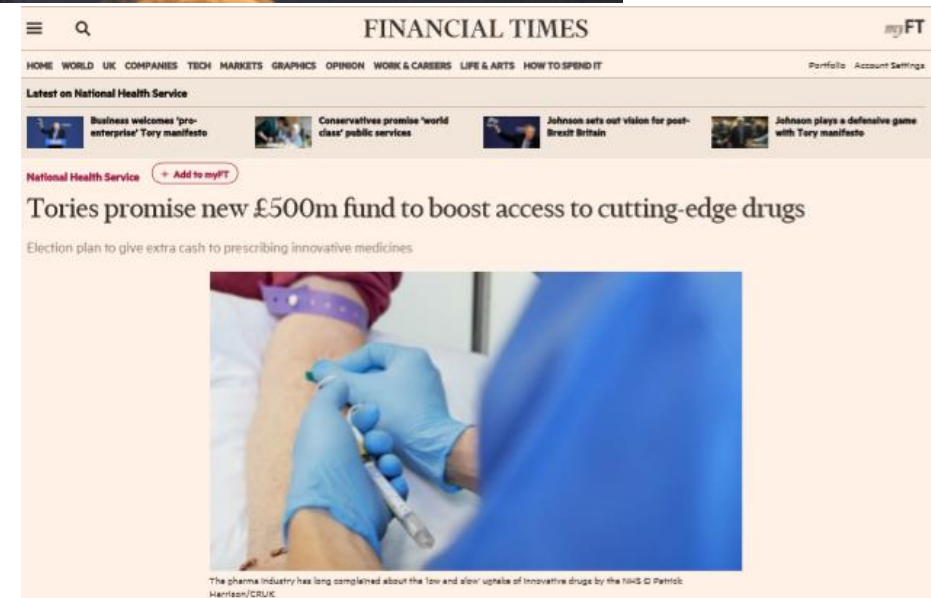 FINANCIAL TIMES
myFT
HOME WORLD UK COMPANIES TECH MARKETS GRAPHICS OPINION WORK & CAREERS LIFE & ARTS HOW TO SPEND IT
Portfolio Account Settings
Latest on National Health Service
Business welcomes 'pro-
enterprise' Tory manifesto
Conservatives promise 'world
class' public services
Johnson sets out vision for post-
Brexit Britain
Johnson plays a defensive game
with Tory manifesto
National Health Service + Add to myFT
Tories promise new £500m fund to boost access to cutting-edge drugs
Election plan to give extra cash to prescribing innovative medicines
The pharma industry has long complained about the 'low and slow' uptake of innovative drugs by the NHS © Patrick
Harrison/CRUK